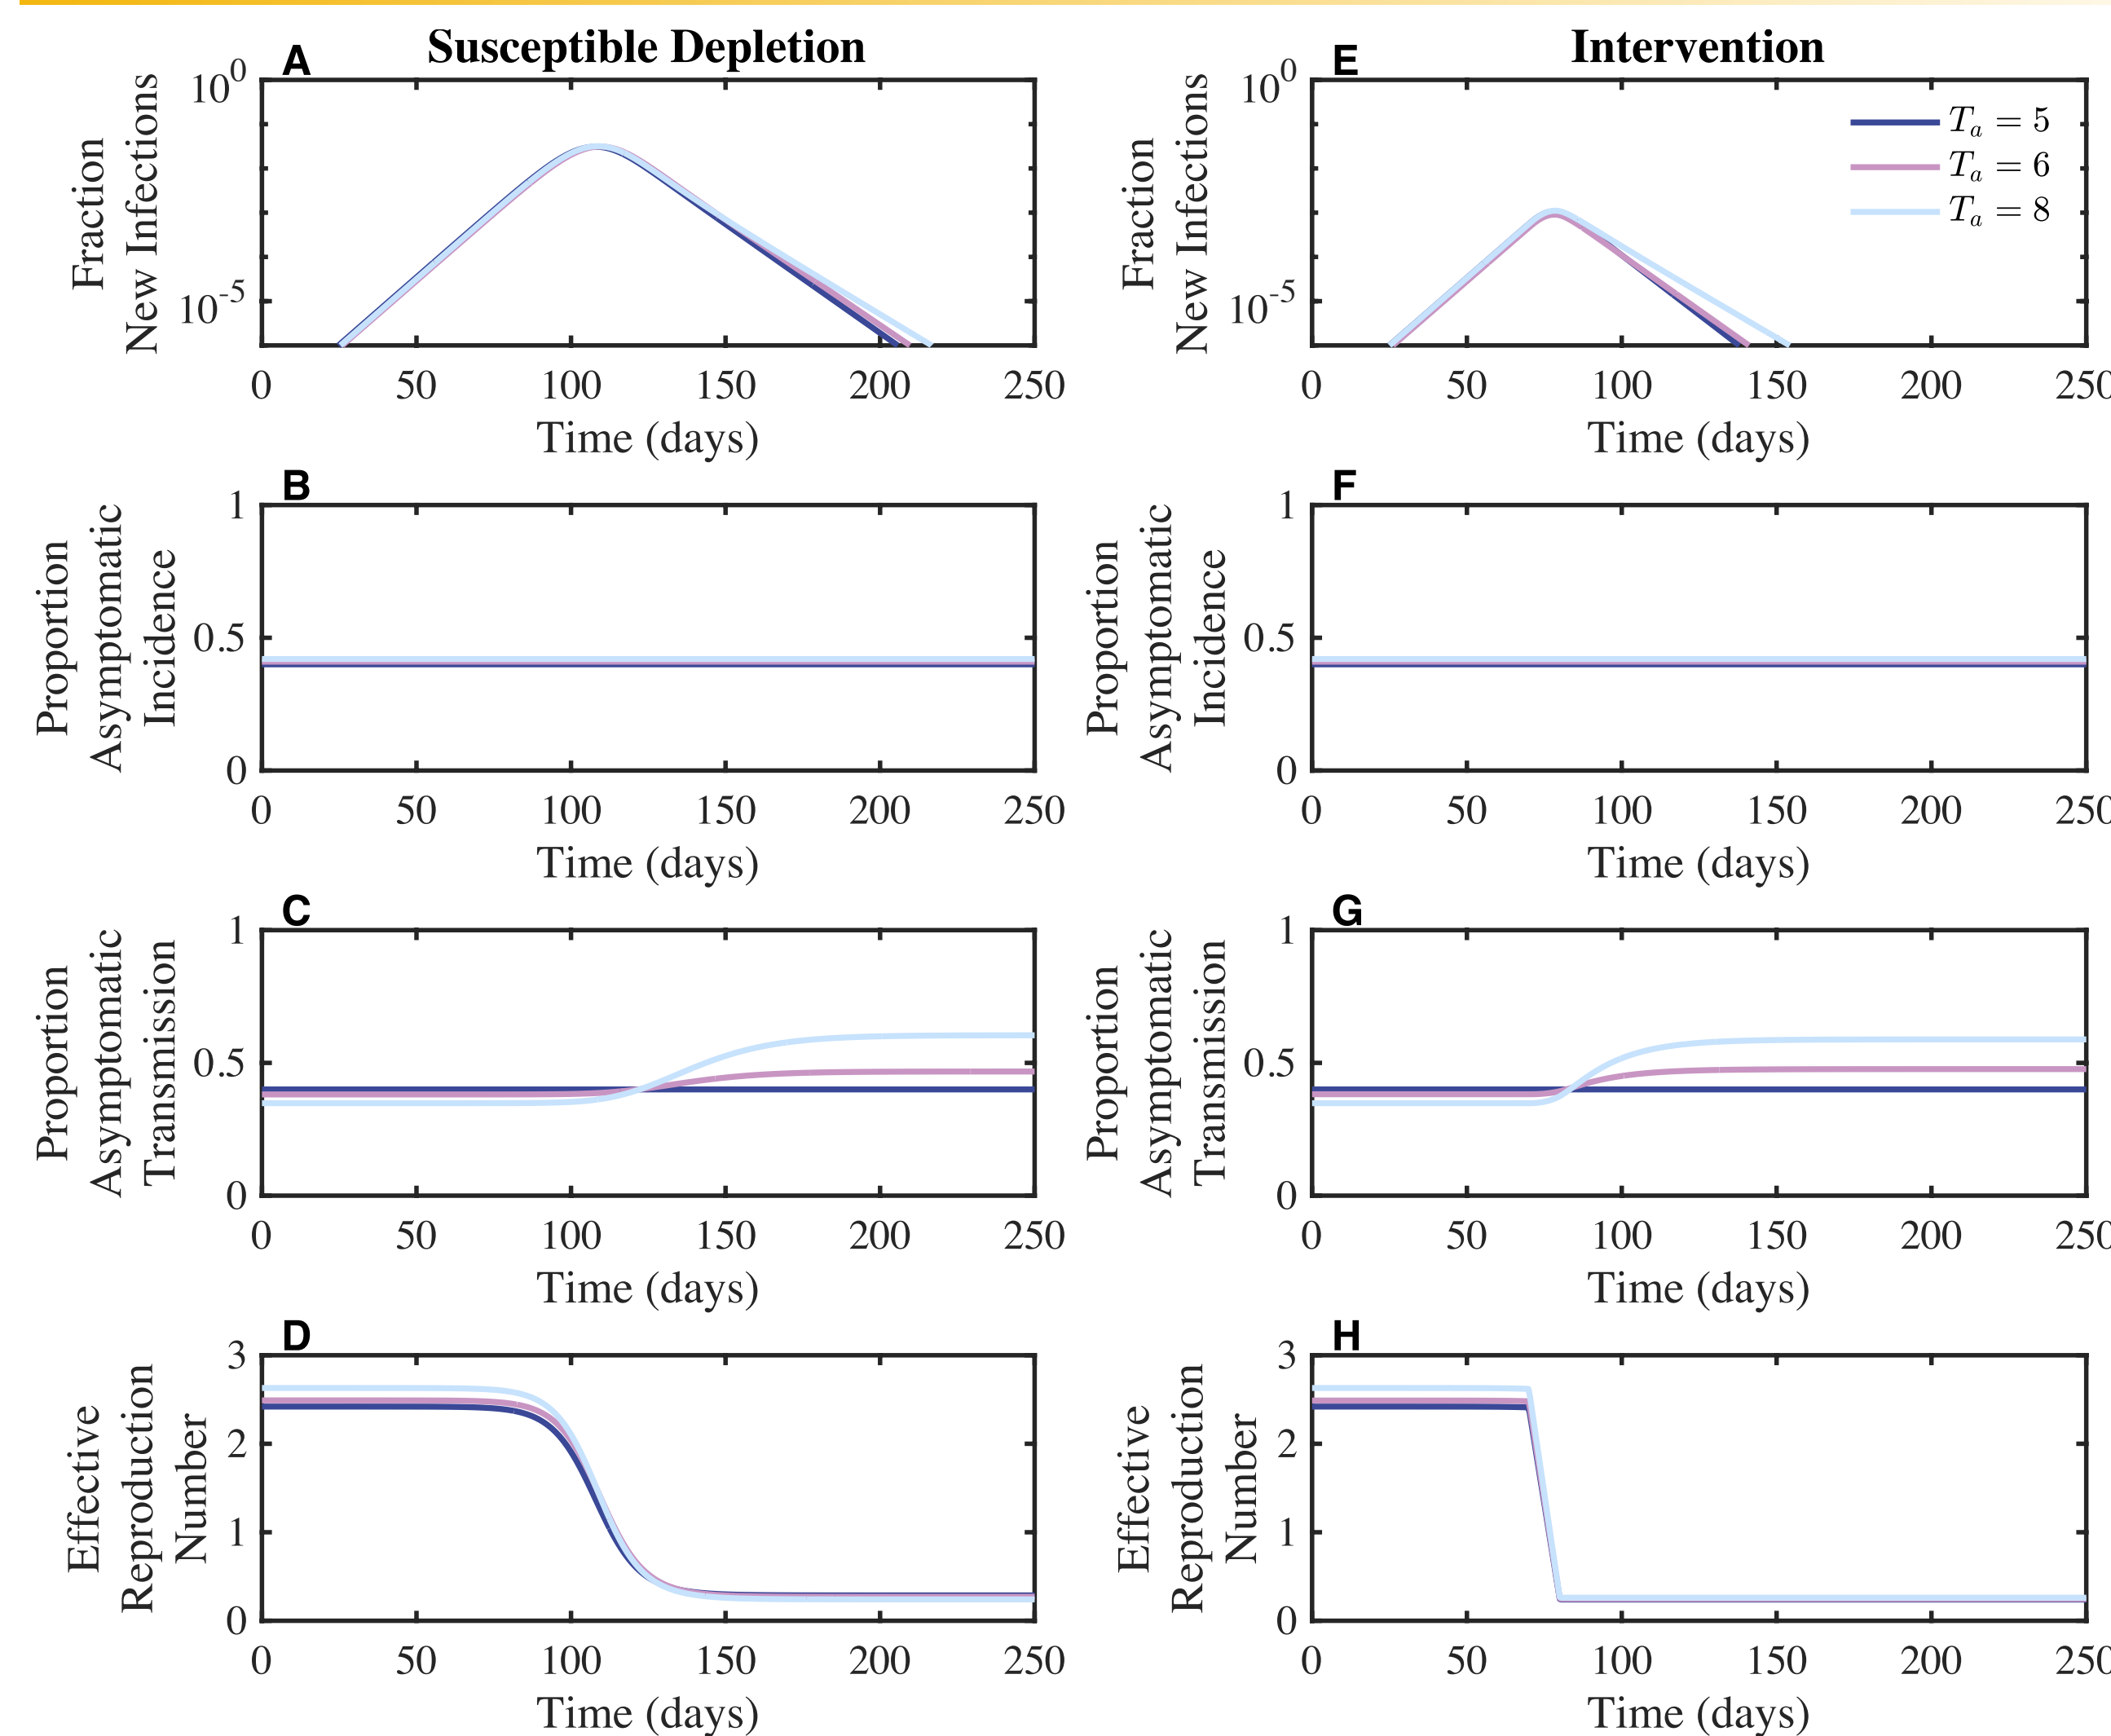 Susceptible Depletion
A
10^0
10^-5
Fraction
New Infections
0 50 100 150 200 250
Time (days)
B
1
0.5
0
Proportion
Asymptomatic
Incidence
0 50 100 150 200 250
Time (days)
C
1
0.5
0
Proportion
Asymptomatic
Transmission
0 50 100 150 200 250
Time (days)
D
3
2
1
0
Effective
Reproduction
Number
0 50 100 150 200 250
Time (days)
Intervention
E
10^0
10^-5
Fraction
New Infections
T_a = 5
T_a = 6
T_a = 8
0 50 100 150 200 250
Time (days)
F
1
0.5
0
Proportion
Asymptomatic
Incidence
0 50 100 150 200 250
Time (days)
G
1
0.5
0
Proportion
Asymptomatic
Transmission
0 50 100 150 200 250
Time (days)
H
3
2
1
0
Effective
Reproduction
Number
0 50 100 150 200 250
Time (days)